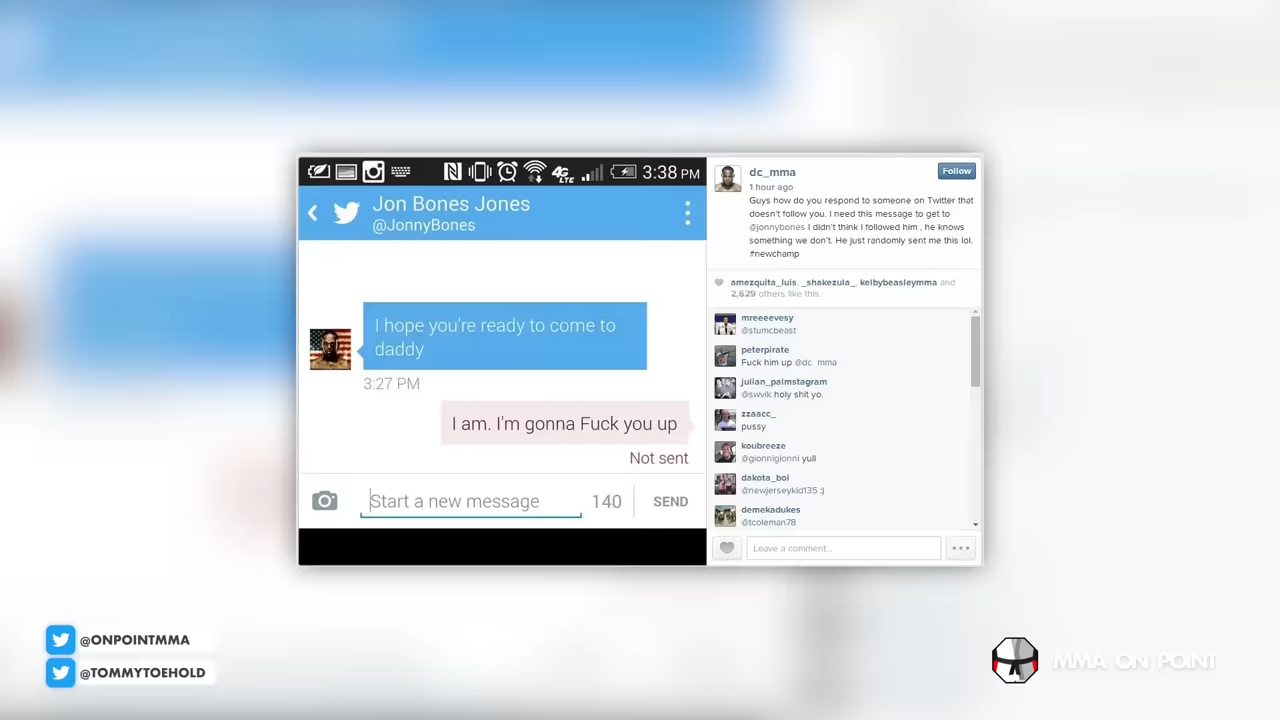 4G
LTE
3:38 PM
Jon Bones Jones
@JonnyBones
I hope you're ready to come to
daddy
3:27 PM
I am. I'm gonna Fuck you up
Not sent
Start a new message
140
SEND
dc_mma
Follow
1 hour ago
Guys how do you respond to someone on Twitter that
doesn't follow you. I need this message to get to
@jonnybones I didn't think I followed him , he knows
something we don't. He just randomly sent me this lol.
#newchamp
amezquita_luis, _shakezula_, kelbybeasleymma and
2,629 others like this.
mreeeevesy
@stumcbeast
peterpirate
Fuck him up @dc_mma
julian_palmstagram
@swvik holy shit yo.
zzaacc_
pussy
koubreeze
@gionnigionni yull
dakota_boi
@newjerseykid135 :)
demekadukes
@tcoleman78
Leave a comment...
@ONPOINTMMA
@TOMMYTOEHOLD
MMA ON POINT